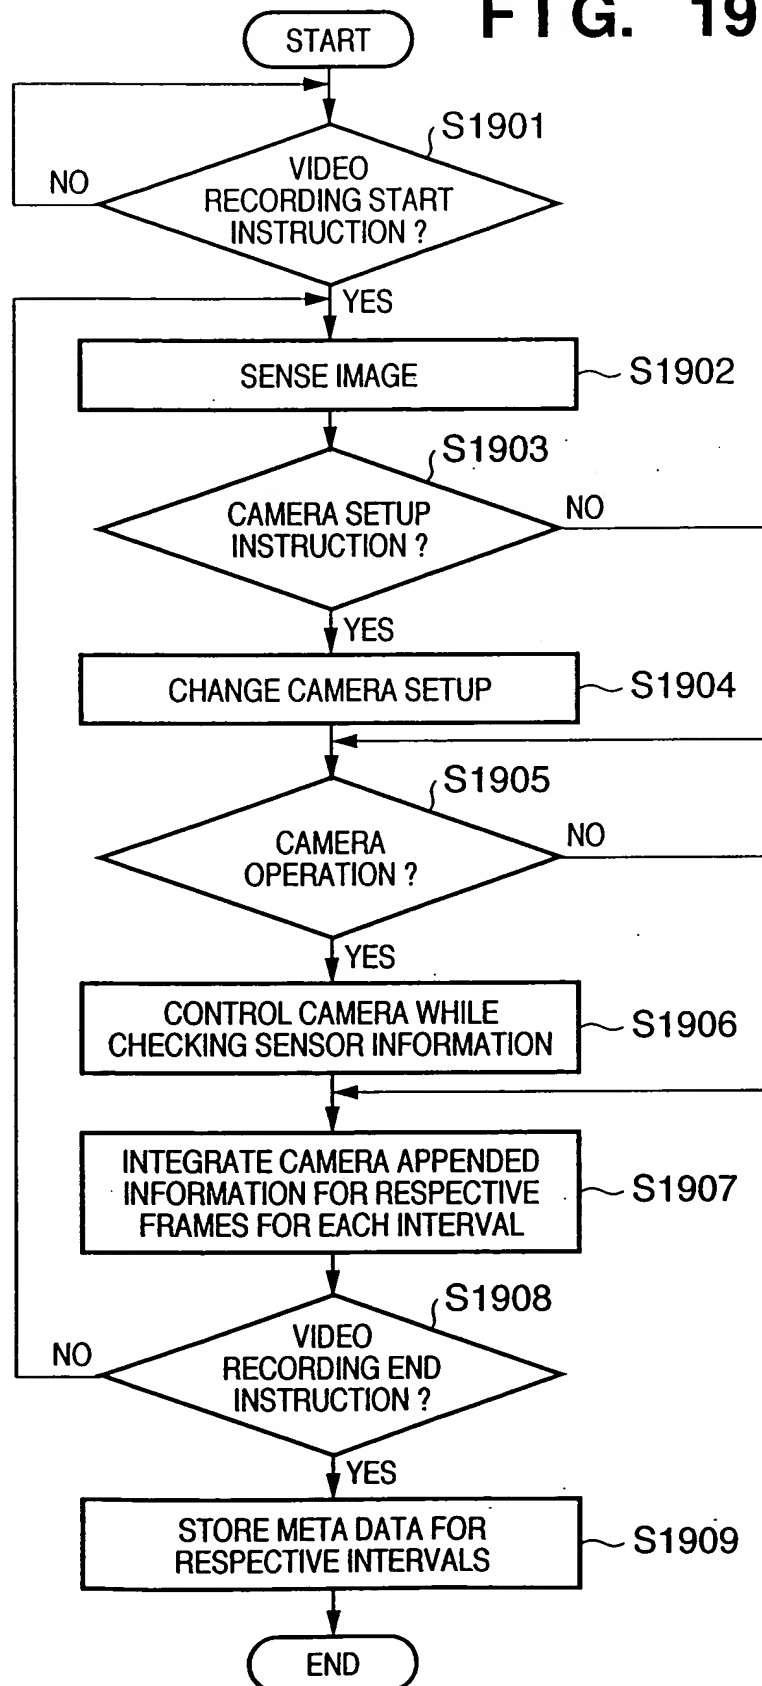 FIG. 19
START
S1901
VIDEO
RECORDING START
INSTRUCTION ?
NO
YES
SENSE IMAGE
S1902
S1903
CAMERA SETUP
INSTRUCTION ?
NO
YES
CHANGE CAMERA SETUP
S1904
S1905
CAMERA
OPERATION ?
NO
YES
CONTROL CAMERA WHILE
CHECKING SENSOR INFORMATION
S1906
INTEGRATE CAMERA APPENDED
INFORMATION FOR RESPECTIVE
FRAMES FOR EACH INTERVAL
S1907
S1908
VIDEO
RECORDING END
INSTRUCTION ?
NO
YES
STORE META DATA FOR
RESPECTIVE INTERVALS
S1909
END